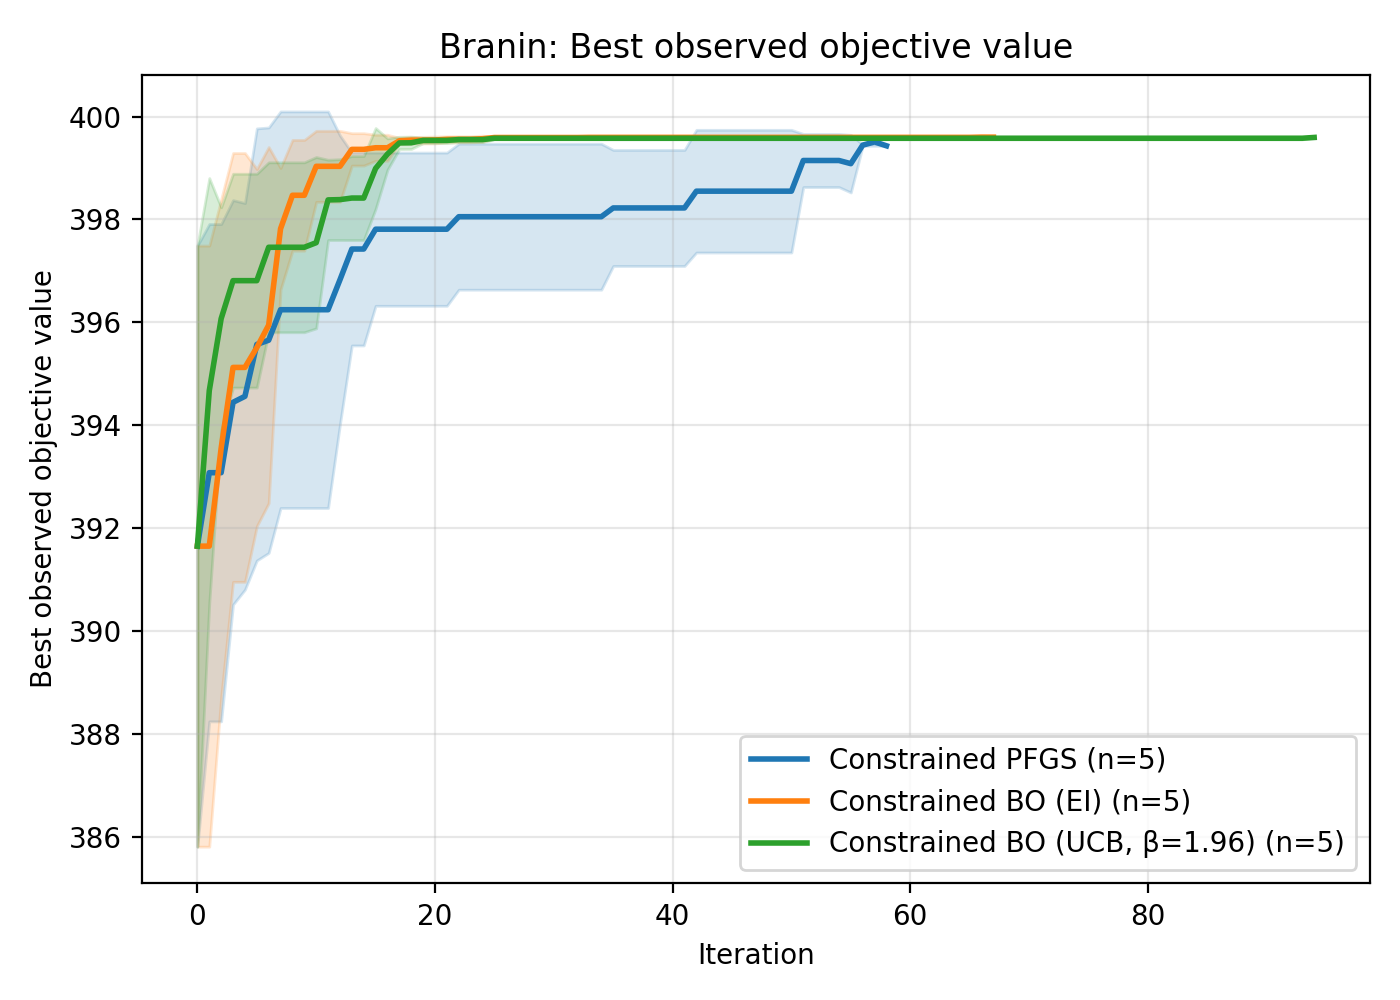 Branin: Best observed objective value
Best observed objective value
400
398
396
394
392
390
388
386
Constrained PFGS (n=5)
Constrained BO (EI) (n=5)
Constrained BO (UCB, β=1.96) (n=5)
0
20
40
60
80
Iteration